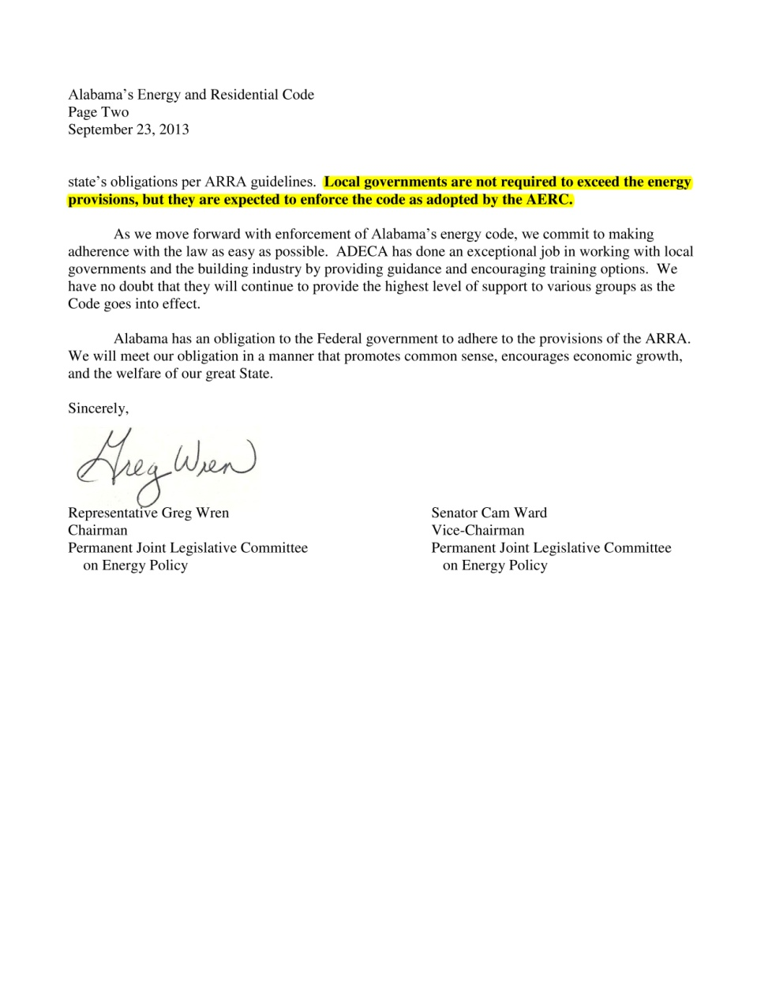 Alabama’s Energy and Residential Code
Page Two
September 23, 2013
state’s obligations per ARRA guidelines.  Local governments are not required to exceed the energy
provisions, but they are expected to enforce the code as adopted by the AERC.
As we move forward with enforcement of Alabama’s energy code, we commit to making
adherence with the law as easy as possible.  ADECA has done an exceptional job in working with local
governments and the building industry by providing guidance and encouraging training options.  We
have no doubt that they will continue to provide the highest level of support to various groups as the
Code goes into effect.
Alabama has an obligation to the Federal government to adhere to the provisions of the ARRA.
We will meet our obligation in a manner that promotes common sense, encourages economic growth,
and the welfare of our great State.
Sincerely,
Greg Wren
Representative Greg Wren
Chairman
Permanent Joint Legislative Committee
on Energy Policy
Senator Cam Ward
Vice-Chairman
Permanent Joint Legislative Committee
on Energy Policy